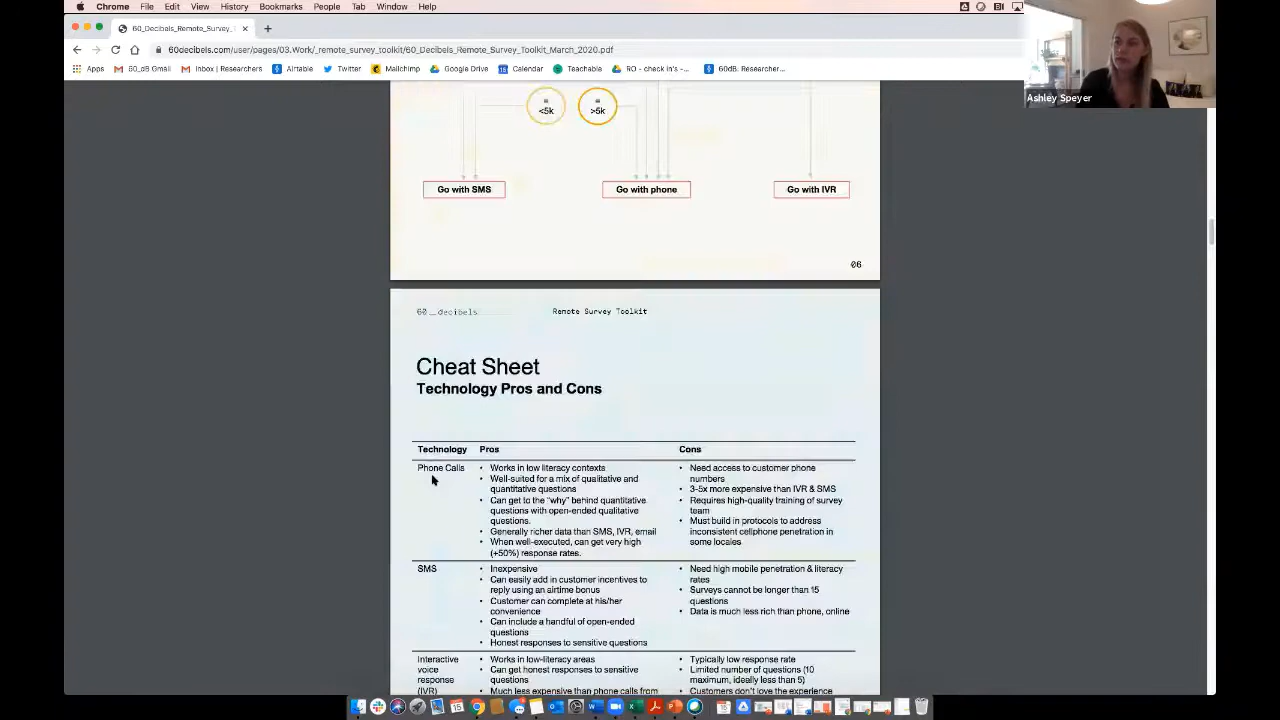 Chrome File Edit View History Bookmarks People Tab Window Help
60_Decibels_Remote_Survey_
60decibels.com/user/pages/03.Work/_remote_survey_toolkit/60_Decibels_Remote_Survey_Toolkit_March_2020.pdf
Apps 60_dB Gmail Inbox | Researchers Airtable Twitter Mailchimp Google Drive Calendar Teachable RO - check in's -... 60dB: Researcher...
Ashley Speyer
= <5k
= >5k
Go with SMS
Go with phone
Go with IVR
06
60 __ decibels
Remote Survey Toolkit
Cheat Sheet
Technology Pros and Cons
Technology Pros Cons
Phone Calls
• Works in low literacy contexts
• Well-suited for a mix of qualitative and
quantitative questions
• Can get to the "why" behind quantitative
questions with open-ended qualitative
questions.
• Generally richer data than SMS, IVR, email
• When well-executed, can get very high
(+50%) response rates.
• Need access to customer phone
numbers
• 3-5x more expensive than IVR & SMS
• Requires high-quality training of survey
team
• Must build in protocols to address
inconsistent cellphone penetration in
some locales
SMS
• Inexpensive
• Can easily add in customer incentives to
reply using an airtime bonus
• Customer can complete at his/her
convenience
• Can include a handful of open-ended
questions
• Honest responses to sensitive questions
• Need high mobile penetration & literacy
rates
• Surveys cannot be longer than 15
questions
• Data is much less rich than phone, online
Interactive
voice
response
(IVR)
• Works in low-literacy areas
• Can get honest responses to sensitive
questions
• Much less expensive than phone calls from
• Typically low response rate
• Limited number of questions (10
maximum, ideally less than 5)
• Customers don't love the experience